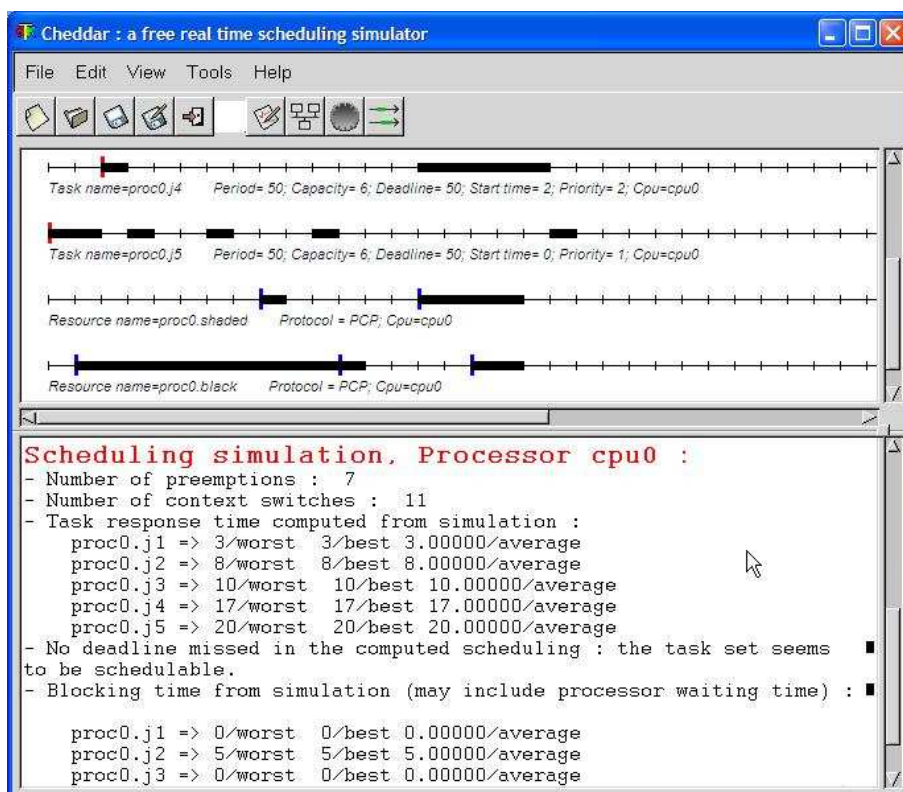 Cheddar : a free real time scheduling simulator
File Edit View Tools Help
Task name=proc0.j4 Period= 50; Capacity= 6; Deadline= 50; Start time= 2; Priority= 2; Cpu=cpu0
Task name=proc0.j5 Period= 50; Capacity= 6; Deadline= 50; Start time= 0; Priority= 1; Cpu=cpu0
Resource name=proc0.shaded Protocol = PCP; Cpu=cpu0
Resource name=proc0.black Protocol = PCP; Cpu=cpu0
Scheduling simulation, Processor cpu0 :
- Number of preemptions : 7
- Number of context switches : 11
- Task response time computed from simulation :
proc0.j1 => 3/worst 3/best 3.00000/average
proc0.j2 => 8/worst 8/best 8.00000/average
proc0.j3 => 10/worst 10/best 10.00000/average
proc0.j4 => 17/worst 17/best 17.00000/average
proc0.j5 => 20/worst 20/best 20.00000/average
- No deadline missed in the computed scheduling : the task set seems
to be schedulable.
- Blocking time from simulation (may include processor waiting time) :
proc0.j1 => 0/worst 0/best 0.00000/average
proc0.j2 => 5/worst 5/best 5.00000/average
proc0.j3 => 0/worst 0/best 0.00000/average